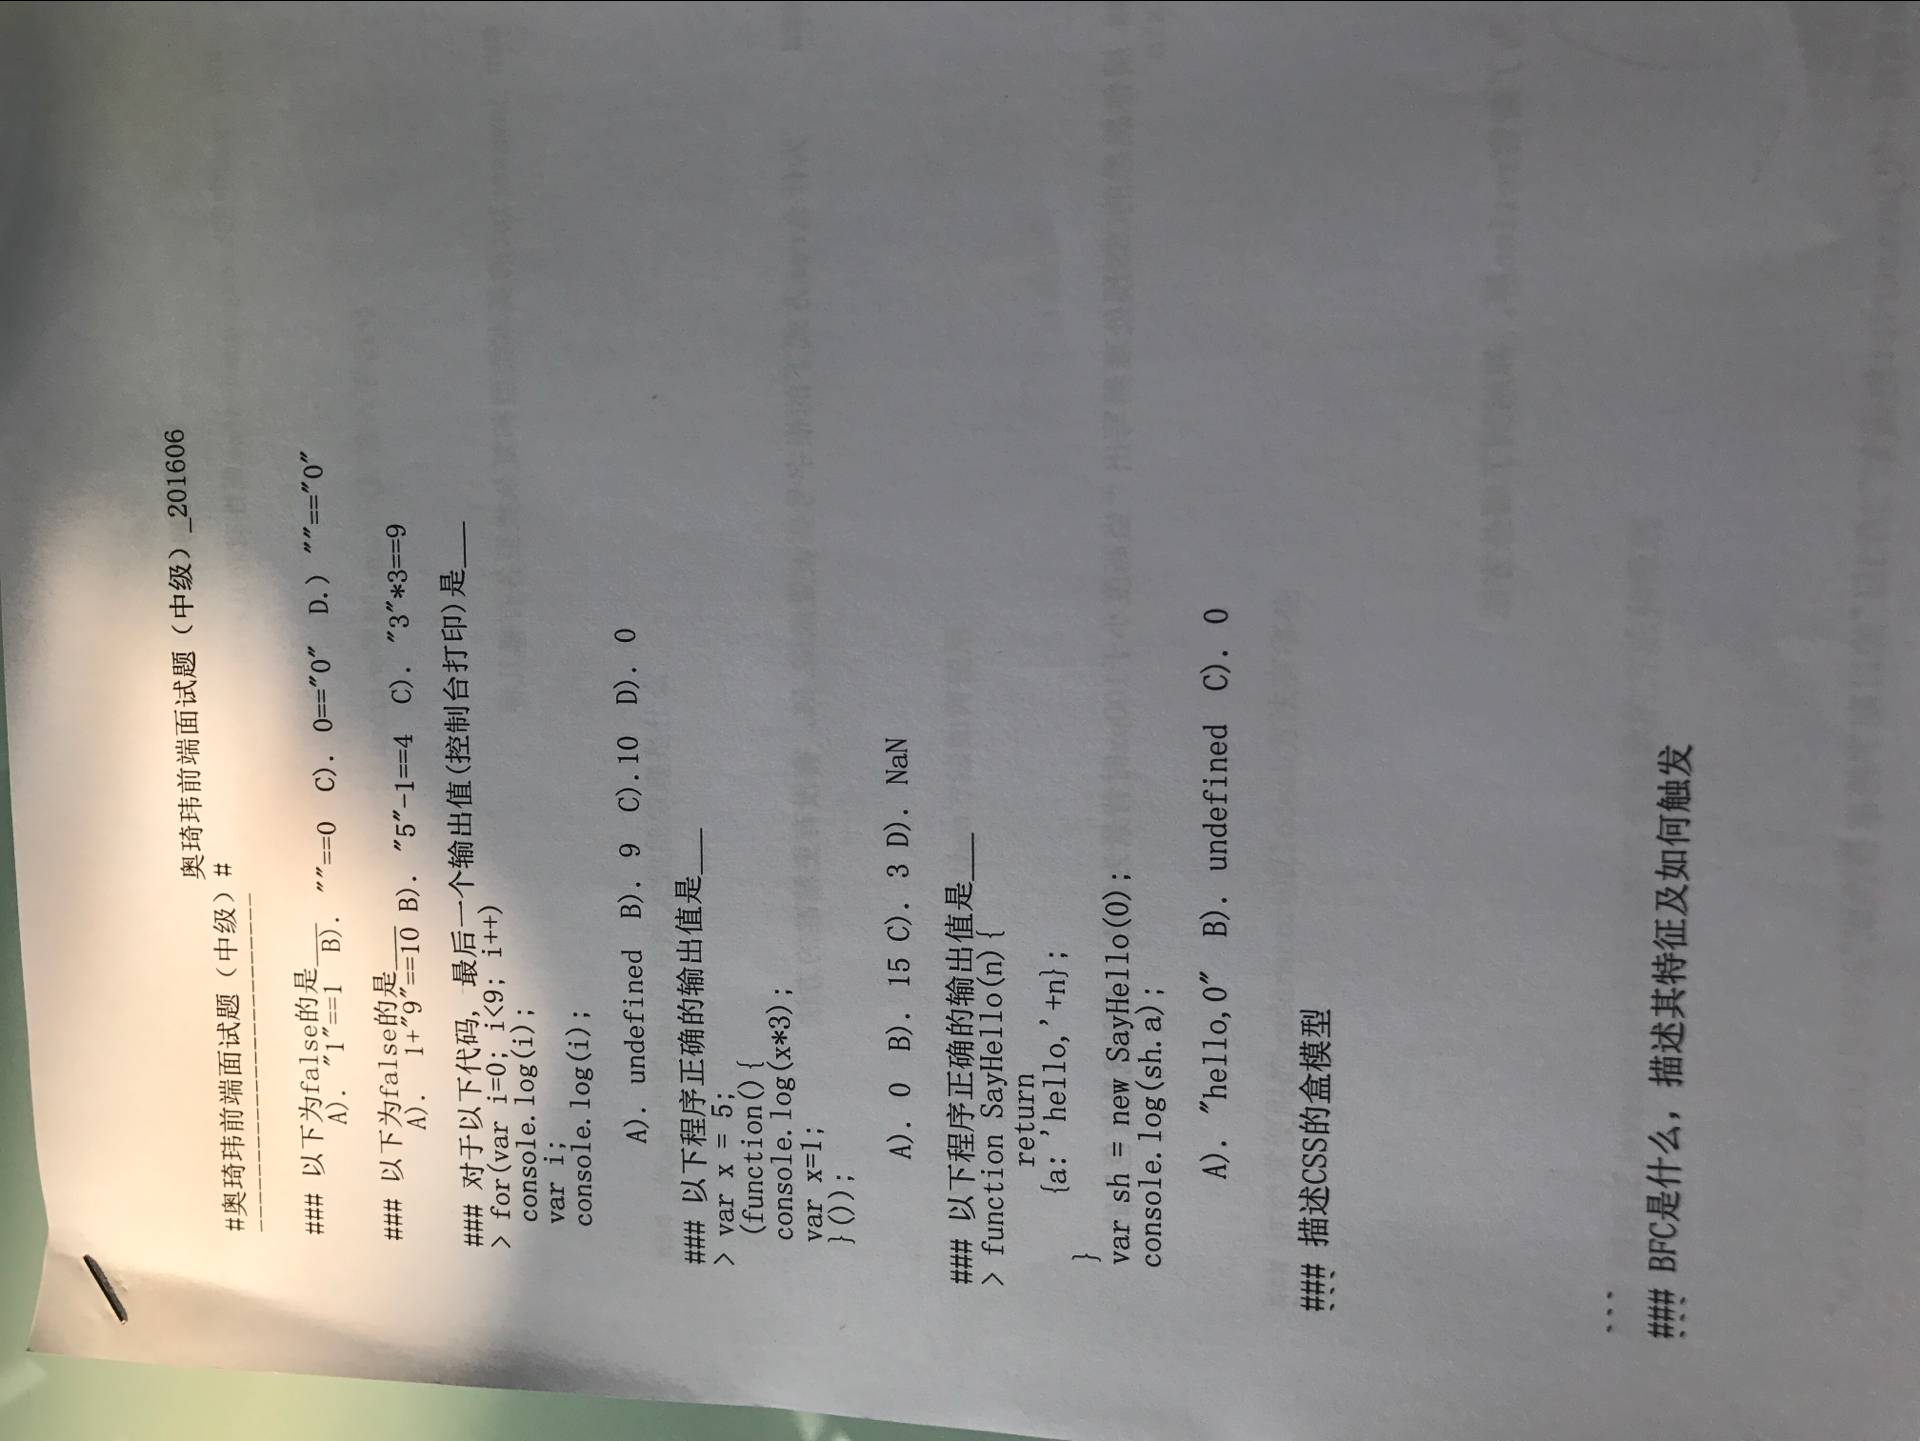 奥琦玮前端面试题（中级）_201606
#奥琦玮前端面试题（中级）#
------------------------
### 以下为false的是___
A). "1"==1 B). ""==0 C). 0=="0" D.) ""=="0"
### 以下为false的是___
A). 1+"9"==10 B). "5"-1==4 C). "3"*3==9
### 对于以下代码, 最后一个输出值(控制台打印)是___
> for(var i=0; i<9; i++)
console.log(i);
var i;
console.log(i);
A). undefined B). 9 C).10 D). 0
### 以下程序正确的输出值是___
> var x = 5;
(function(){
console.log(x*3);
var x=1;
}());
A). 0 B). 15 C). 3 D). NaN
### 以下程序正确的输出值是___
> function SayHello(n){
return
{a: 'hello,'+n};
}
var sh = new SayHello(0);
console.log(sh.a);
A). "hello,0" B). undefined C). 0
### 描述CSS的盒模型
```
```
### BFC是什么，描述其特征及如何触发
```